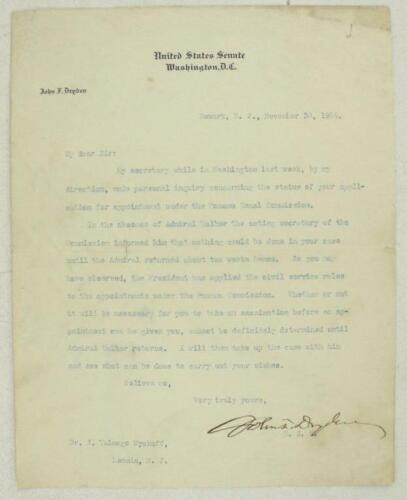 United States Senate
Washington, D.C.
John F. Dryden
Newark, N. J., November 30, 1904.
My dear Sir:
My secretary while in Washington last week, by my
direction, made personal inquiry concerning the status of your appli-
cation for appointment under the Panama Canal Commission.
In the absence of Admiral Walker the acting secretary of the
Commission informed him that nothing could be done in your case
until the Admiral returned about two weeks hence. As you may
have observed, the President has applied the civil service rules
to the appointments under the Panama Commission. Whether or not
it will be necessary for you to take an examination before an ap-
pointment can be given you, cannot be definitely determined until
Admiral Walker returns. I will then take up the case with him
and see what can be done to carry out your wishes.
Believe me,
Very truly yours,
John F. Dryden
Dr. J. Talmage Wyckoff,
N. J.